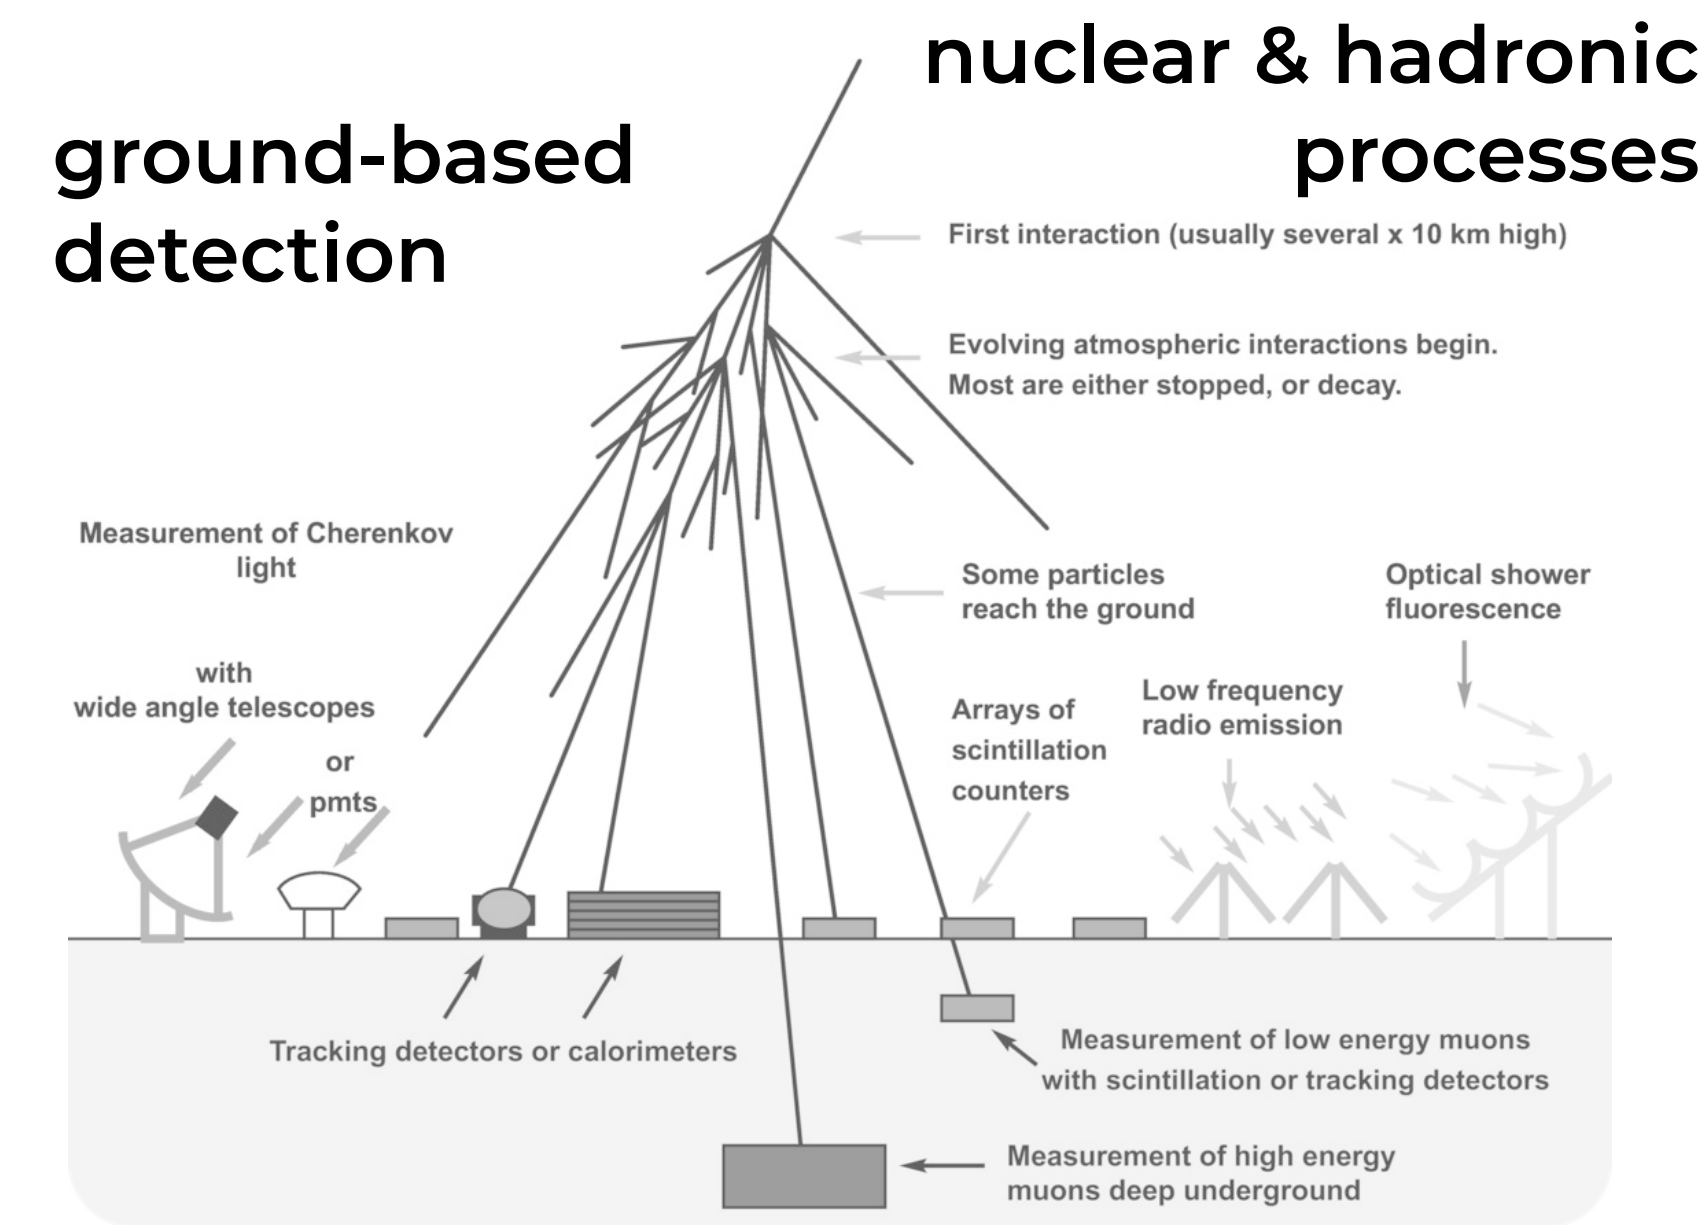 nuclear & hadronic
processes
ground-based
detection
First interaction (usually several x 10 km high)
Evolving atmospheric interactions begin.
Most are either stopped, or decay.
Measurement of Cherenkov
light
with
wide angle telescopes
or
pmts
Some particles
reach the ground
Optical shower
fluorescence
Low frequency
radio emission
Arrays of
scintillation
counters
Tracking detectors or calorimeters
Measurement of low energy muons
with scintillation or tracking detectors
Measurement of high energy
muons deep underground